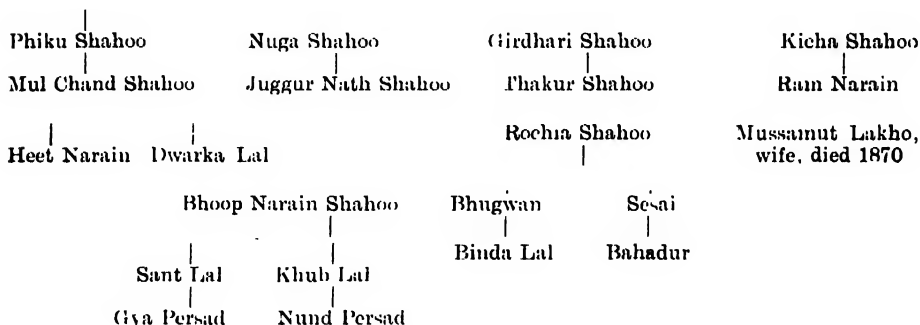 Phiku Shahoo Nuga Shahoo Girdhari Shahoo Kicha Shahoo
Mul Chand Shahoo Juggur Nath Shahoo Thakur Shahoo Ram Narain
Rochia Shahoo Mussamut Lakho,
Heet Narain Dwarka Lal wife, died 1870
Bhoop Narain Shahoo Bhugwan Sesai
Binda Lal Bahadur
Sant Lal Khub Lal
Gya Persad Nund Persad